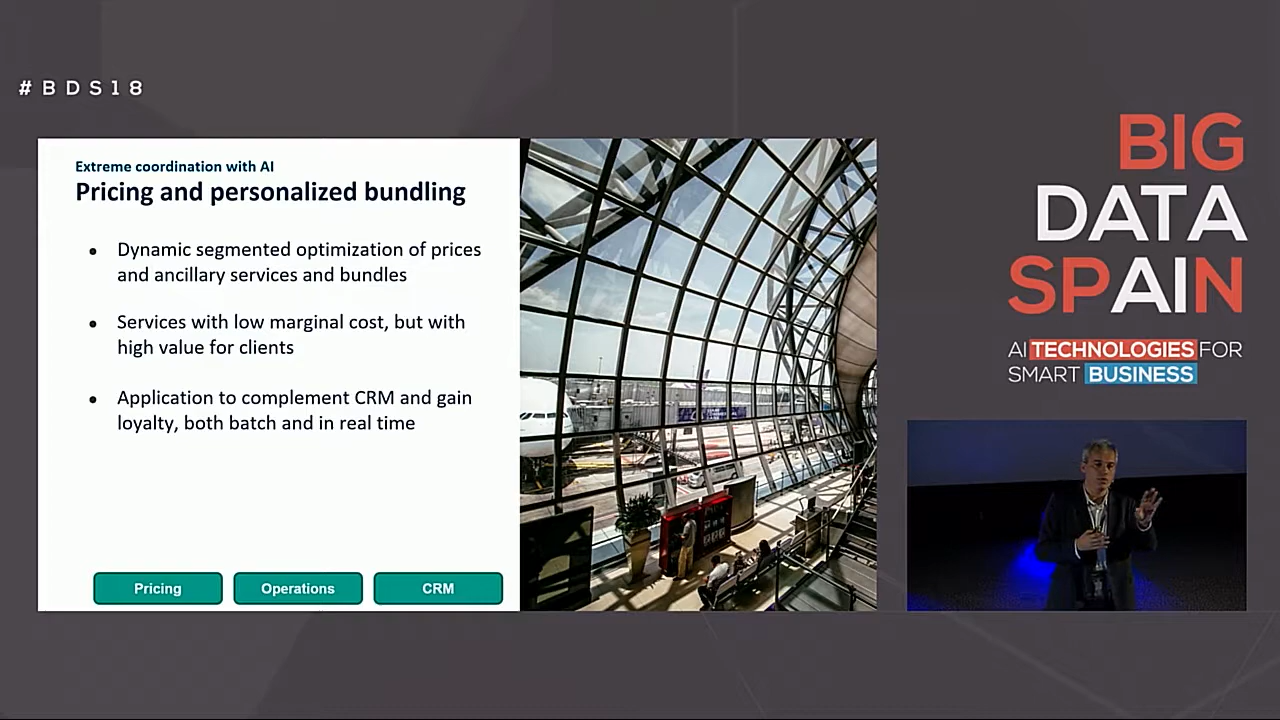 #BDS18
Extreme coordination with AI
Pricing and personalized bundling
• Dynamic segmented optimization of prices
and ancillary services and bundles
• Services with low marginal cost, but with
high value for clients
• Application to complement CRM and gain
loyalty, both batch and in real time
Pricing
Operations
CRM
BIG
DATA
SPAIN
AI TECHNOLOGIES FOR
SMART BUSINESS